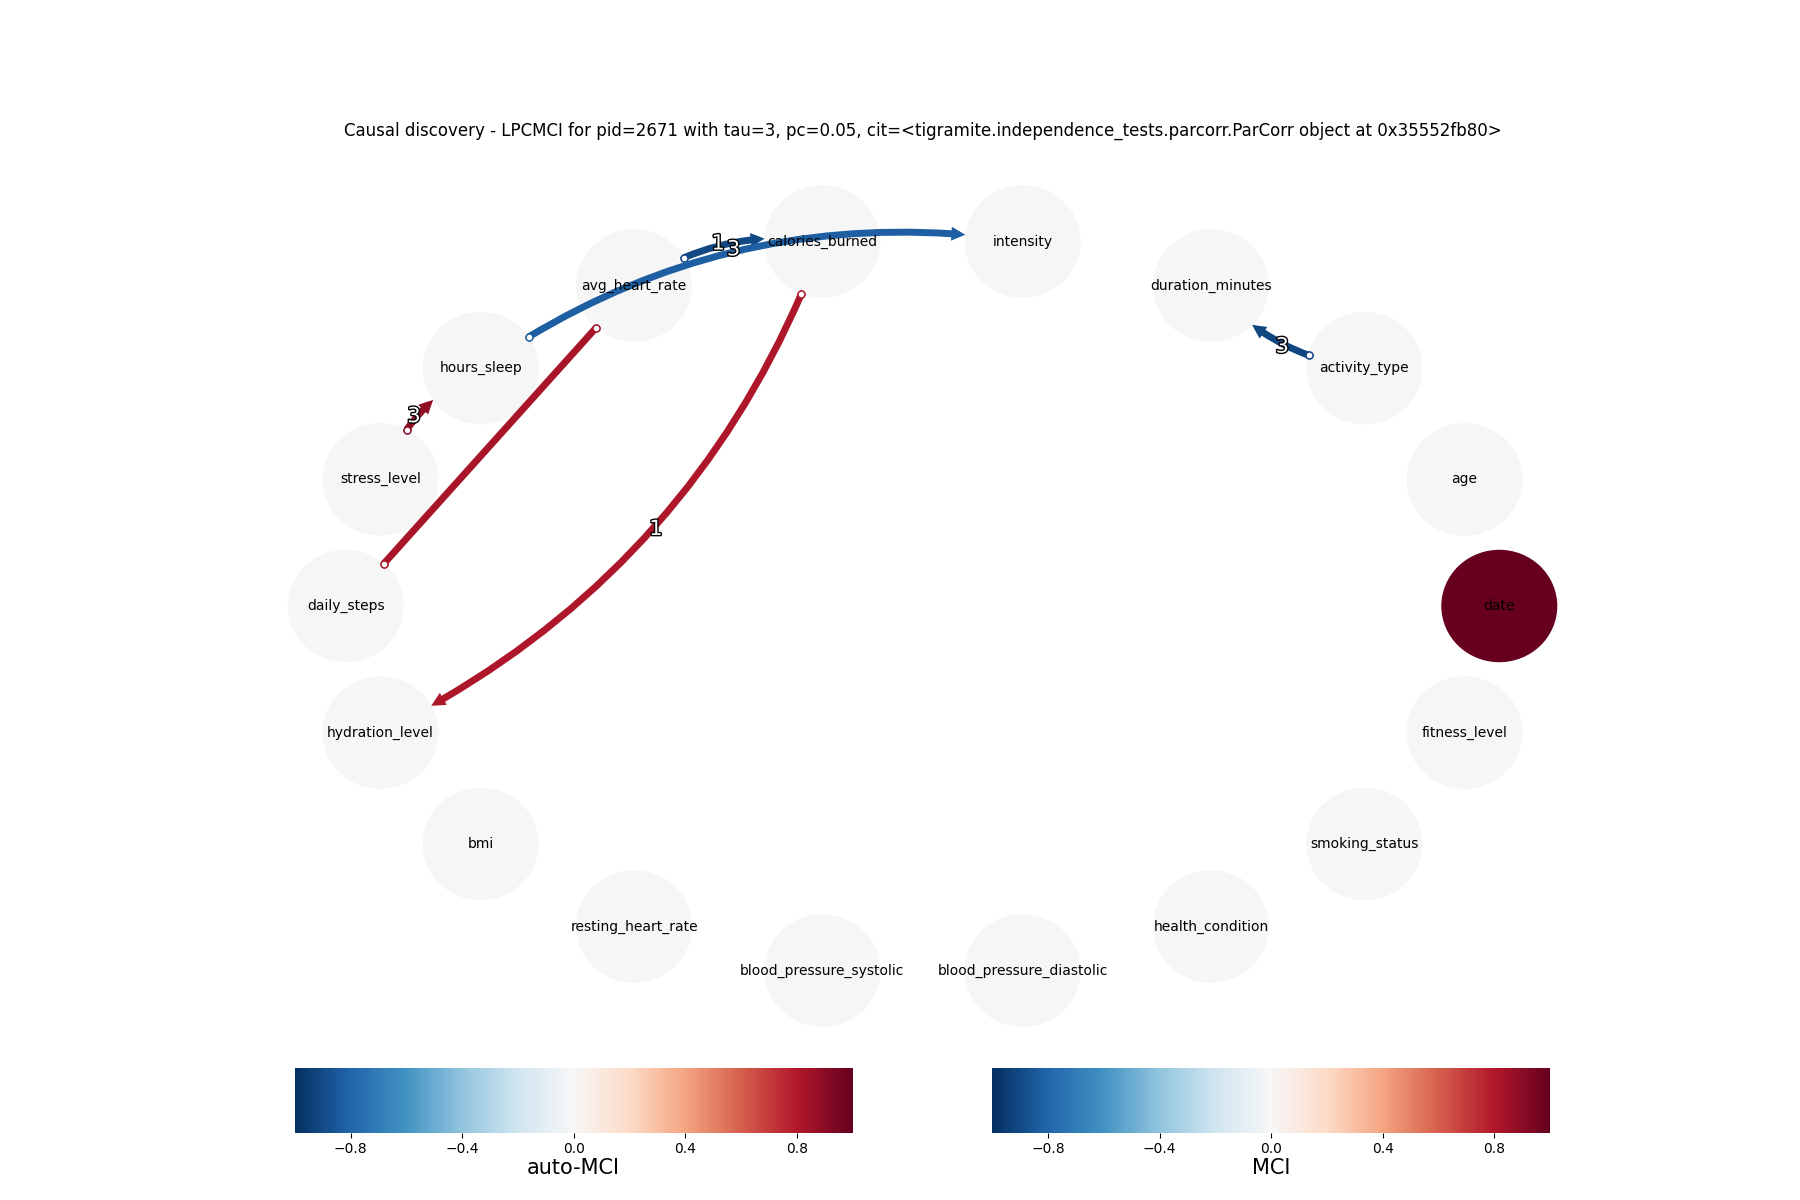 Causal discovery - LPCMCI for pid=2671 with tau=3, pc=0.05, cit=<tigramite.independence_tests.parcorr.ParCorr object at 0x35552fb80>
calories_burned
intensity
1
3
avg_heart_rate
duration_minutes
3
hours_sleep
activity_type
3
stress_level
age
1
daily_steps
date
hydration_level
fitness_level
bmi
smoking_status
resting_heart_rate
health_condition
blood_pressure_systolic
blood_pressure_diastolic
−0.8 −0.4 0.0 0.4 0.8
auto-MCI
−0.8 −0.4 0.0 0.4 0.8
MCI